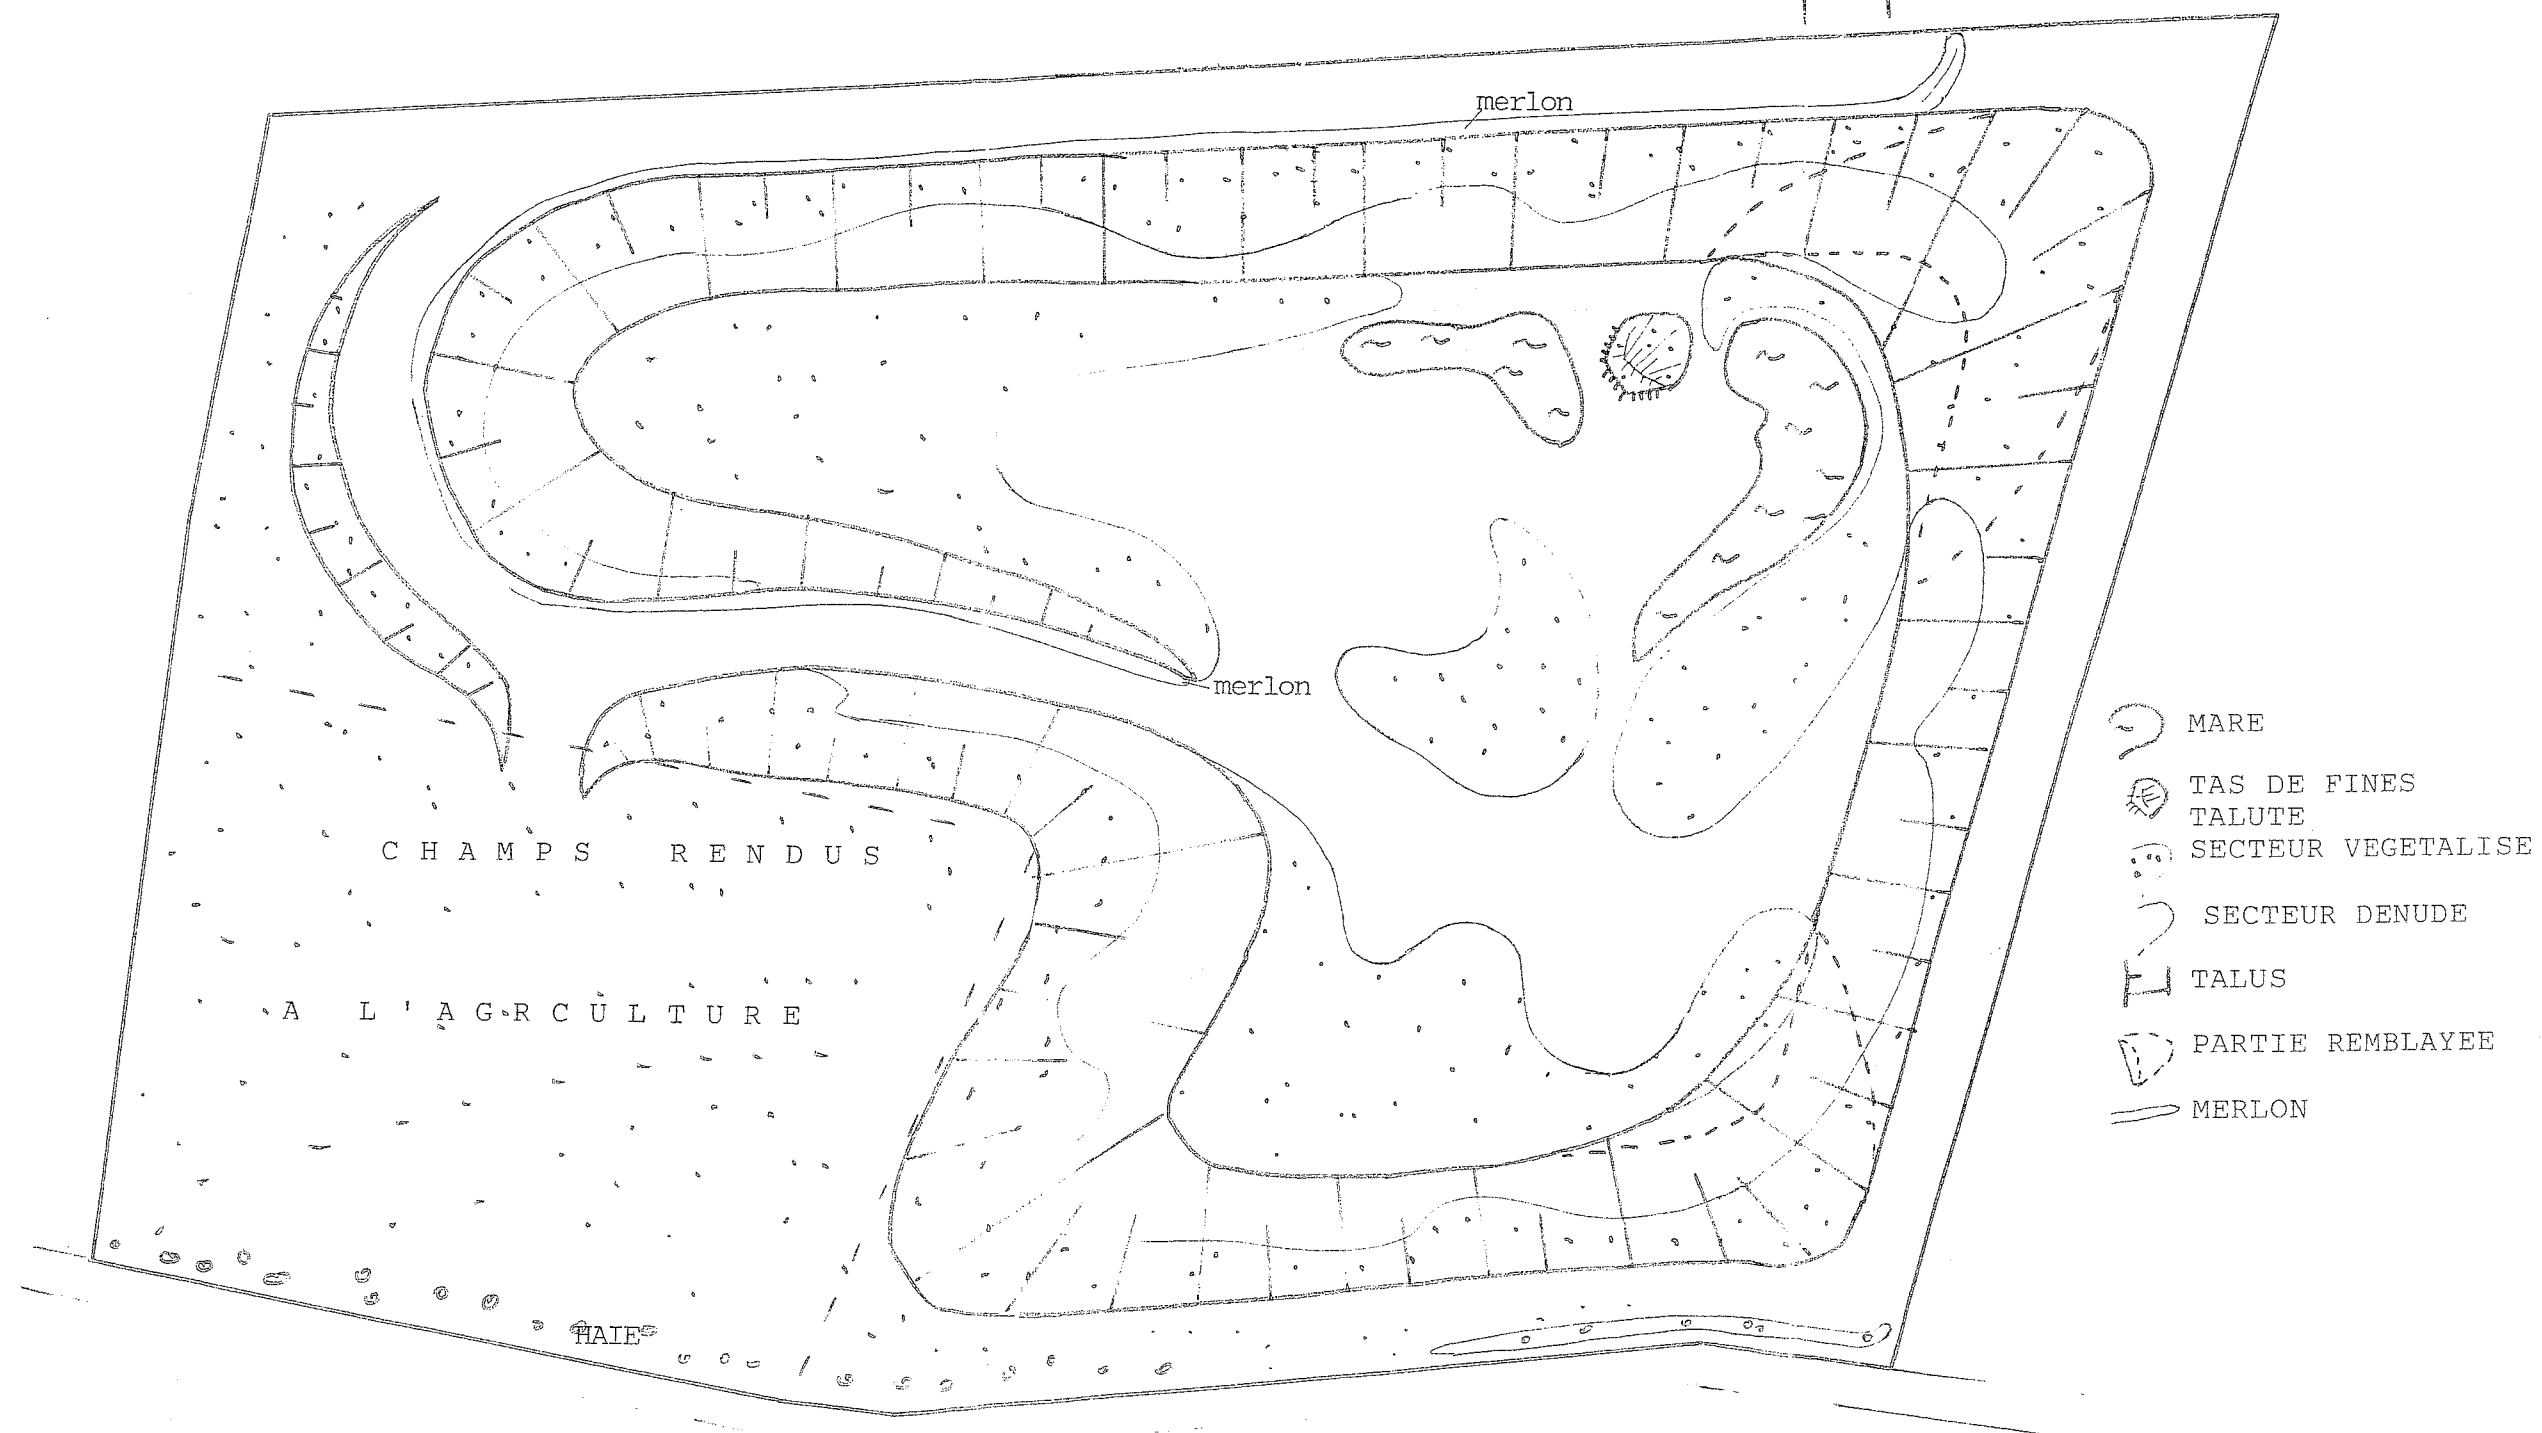 merlon
merlon
CHAMPS RENDUS
A L'AGRCULTURE
HAIE
MARE
TAS DE FINES
TALUTE
SECTEUR VEGETALISE
SECTEUR DENUDE
TALUS
PARTIE REMBLAYEE
MERLON